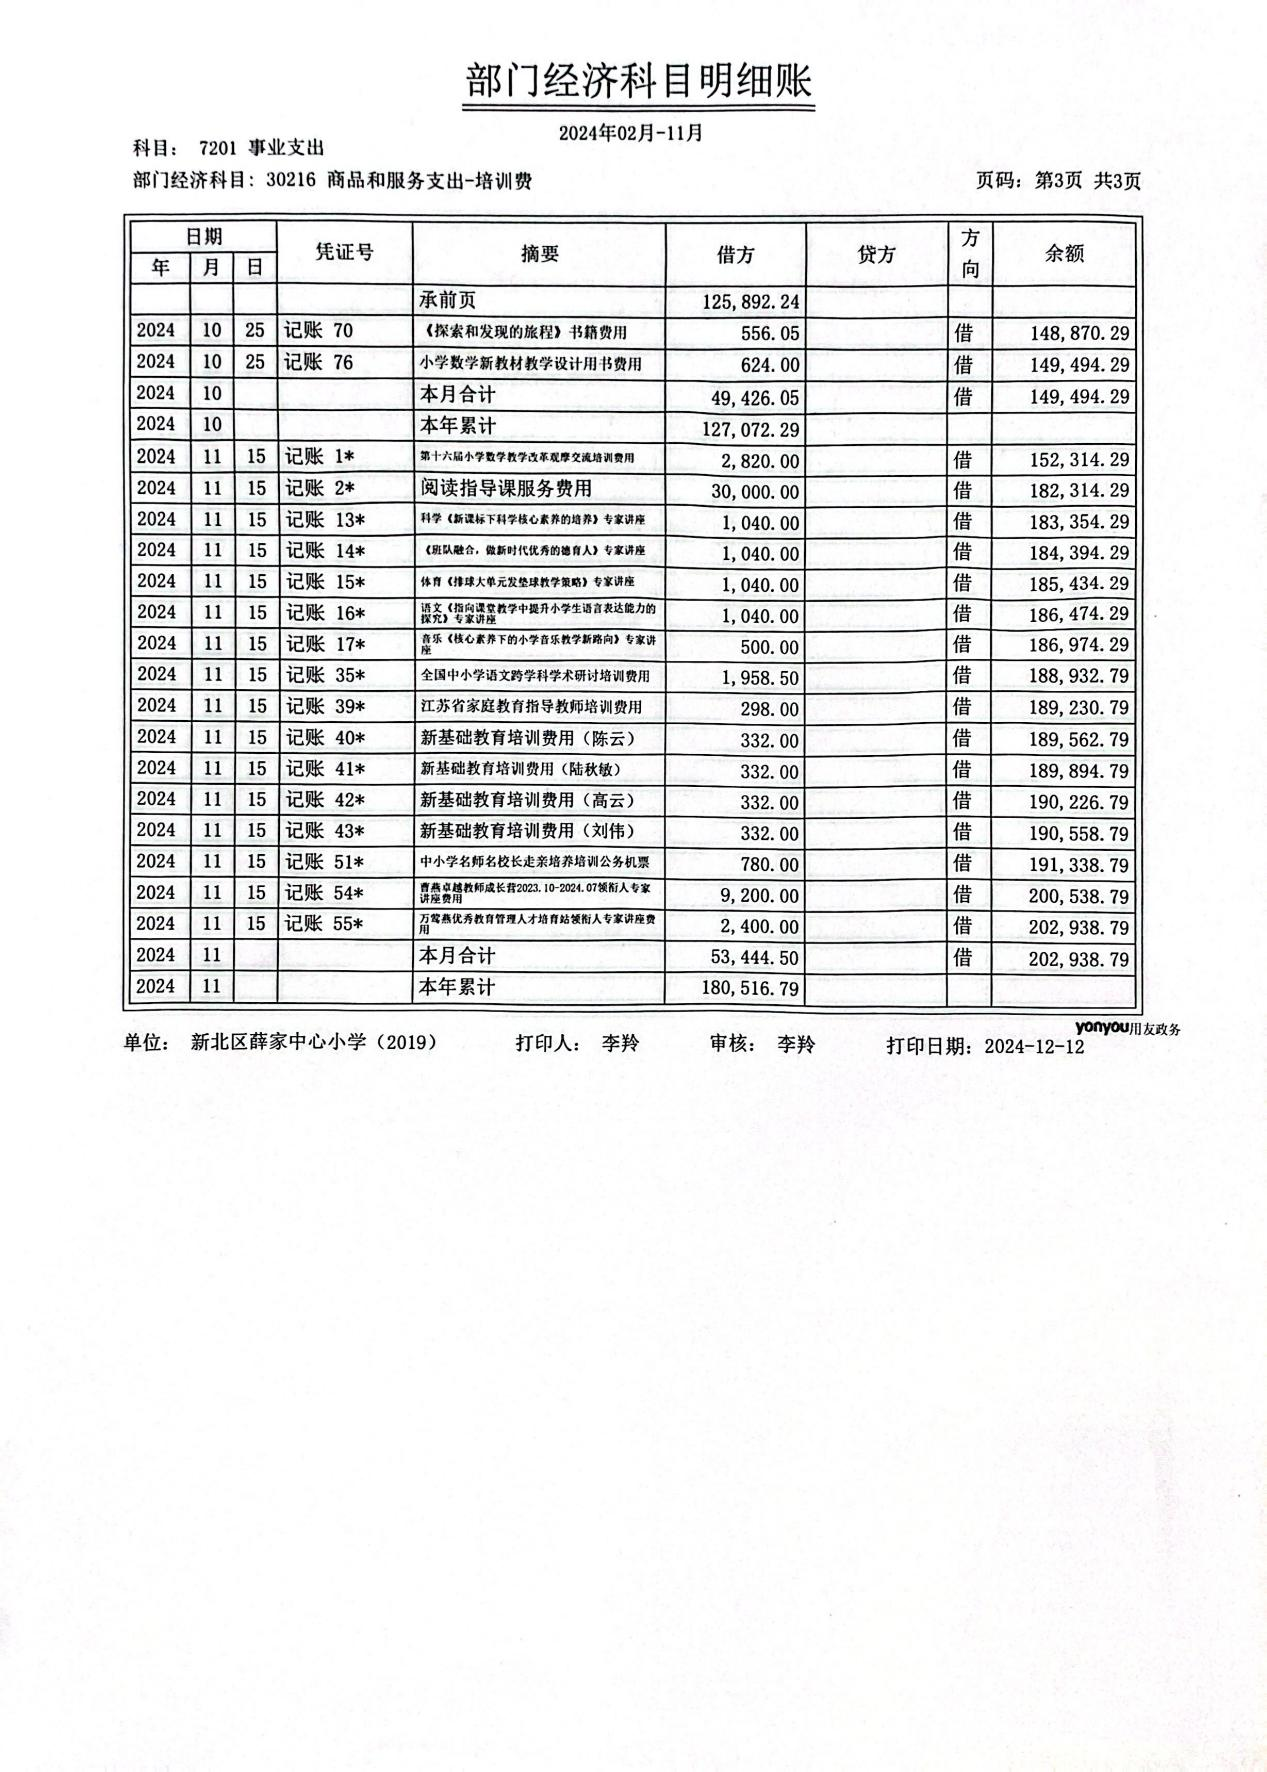 部门经济科目明细账
2024年02月-11月
科目： 7201 事业支出
部门经济科目：30216 商品和服务支出-培训费
页码：第3页 共3页
日期 凭证号 摘要 借方 贷方 方向 余额
年 月 日
承前页 125,892.24
2024 10 25 记账 70 《探索和发现的旅程》书籍费用 556.05 借 148,870.29
2024 10 25 记账 76 小学数学新教材教学设计用书费用 624.00 借 149,494.29
2024 10 本月合计 49,426.05 借 149,494.29
2024 10 本年累计 127,072.29
2024 11 15 记账 1* 第十六届小学数学教学改革观摩交流培训费用 2,820.00 借 152,314.29
2024 11 15 记账 2* 阅读指导课服务费用 30,000.00 借 182,314.29
2024 11 15 记账 13* 科学《新课标下科学核心素养的培养》专家讲座 1,040.00 借 183,354.29
2024 11 15 记账 14* 《班队融合，做新时代优秀的德育人》专家讲座 1,040.00 借 184,394.29
2024 11 15 记账 15* 体育《排球大单元发垫球教学策略》专家讲座 1,040.00 借 185,434.29
2024 11 15 记账 16* 语文《指向课堂教学中提升小学生语言表达能力的探究》专家讲座 1,040.00 借 186,474.29
2024 11 15 记账 17* 音乐《核心素养下的小学音乐教学新路向》专家讲座 500.00 借 186,974.29
2024 11 15 记账 35* 全国中小学语文跨学科学术研讨培训费用 1,958.50 借 188,932.79
2024 11 15 记账 39* 江苏省家庭教育指导教师培训费用 298.00 借 189,230.79
2024 11 15 记账 40* 新基础教育培训费用（陈云） 332.00 借 189,562.79
2024 11 15 记账 41* 新基础教育培训费用（陆秋敏） 332.00 借 189,894.79
2024 11 15 记账 42* 新基础教育培训费用（高云） 332.00 借 190,226.79
2024 11 15 记账 43* 新基础教育培训费用（刘伟） 332.00 借 190,558.79
2024 11 15 记账 51* 中小学名师名校长走亲培养培训公务机票 780.00 借 191,338.79
2024 11 15 记账 54* 曹燕卓越教师成长营2023.10-2024.07领衔人专家讲座费用 9,200.00 借 200,538.79
2024 11 15 记账 55* 万莺燕优秀教育管理人才培育站领衔人专家讲座费用 2,400.00 借 202,938.79
2024 11 本月合计 53,444.50 借 202,938.79
2024 11 本年累计 180,516.79
yonyou用友政务
单位： 新北区薛家中心小学（2019） 打印人： 李羚 审核： 李羚 打印日期：2024-12-12